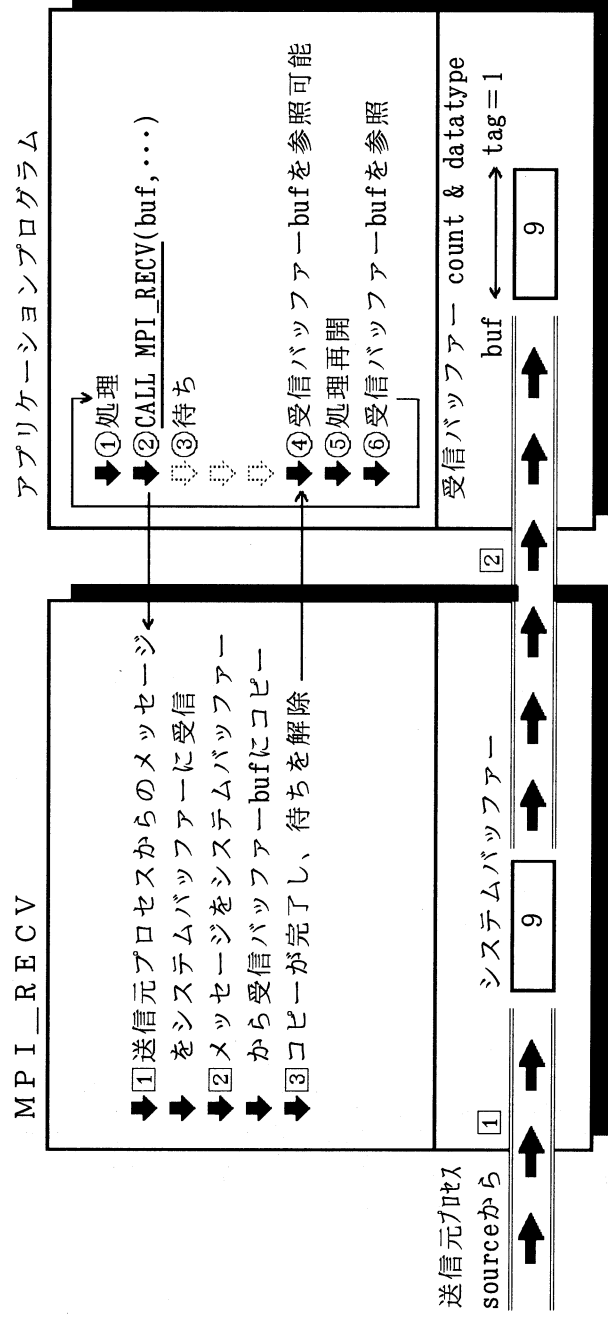 MPI_RECV
1送信元プロセスからのメッセージ
をシステムバッファーに受信
2メッセージをシステムバッファー
から受信バッファーbufにコピー
3コピーが完了し、待ちを解除
送信元プロセス
sourceから
1
システムバッファー
9
アプリケーションプログラム
①処理
②CALL MPI_RECV(buf,・・・)
③待ち
④受信バッファーbufを参照可能
⑤処理再開
⑥受信バッファーbufを参照
受信バッファー count & datatype
2
buf
tag=1
9